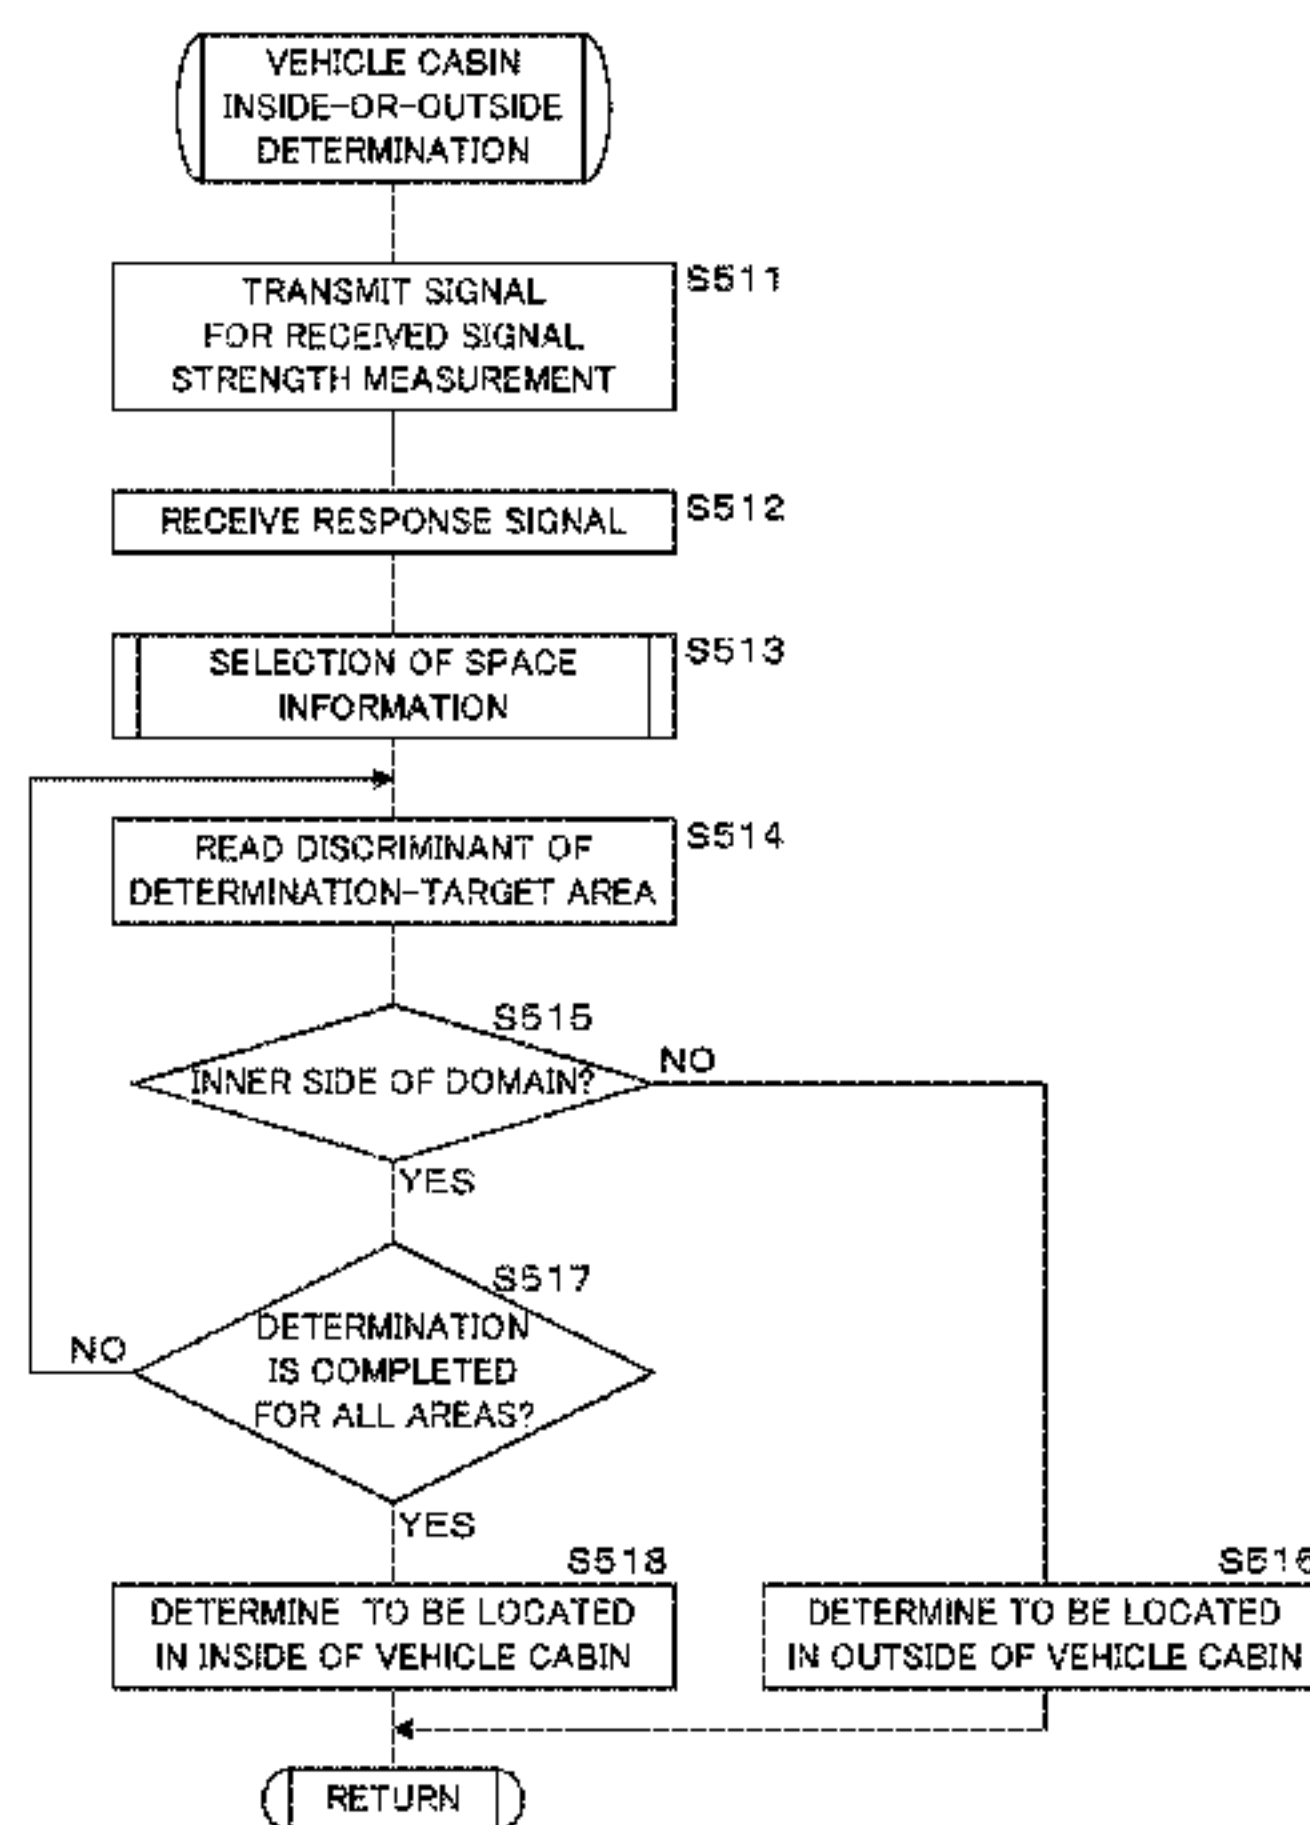 VEHICLE CABIN
INSIDE-OR-OUTSIDE
DETERMINATION
TRANSMIT SIGNAL
FOR RECEIVED SIGNAL
STRENGTH MEASUREMENT
S511
RECEIVE RESPONSE SIGNAL
S512
SELECTION OF SPACE
INFORMATION
S513
READ DISCRIMINANT OF
DETERMINATION-TARGET AREA
S514
S515
INNER SIDE OF DOMAIN?
NO
YES
S517
DETERMINATION
IS COMPLETED
FOR ALL AREAS?
NO
YES
S518
DETERMINE TO BE LOCATED
IN INSIDE OF VEHICLE CABIN
S516
DETERMINE TO BE LOCATED
IN OUTSIDE OF VEHICLE CABIN
RETURN